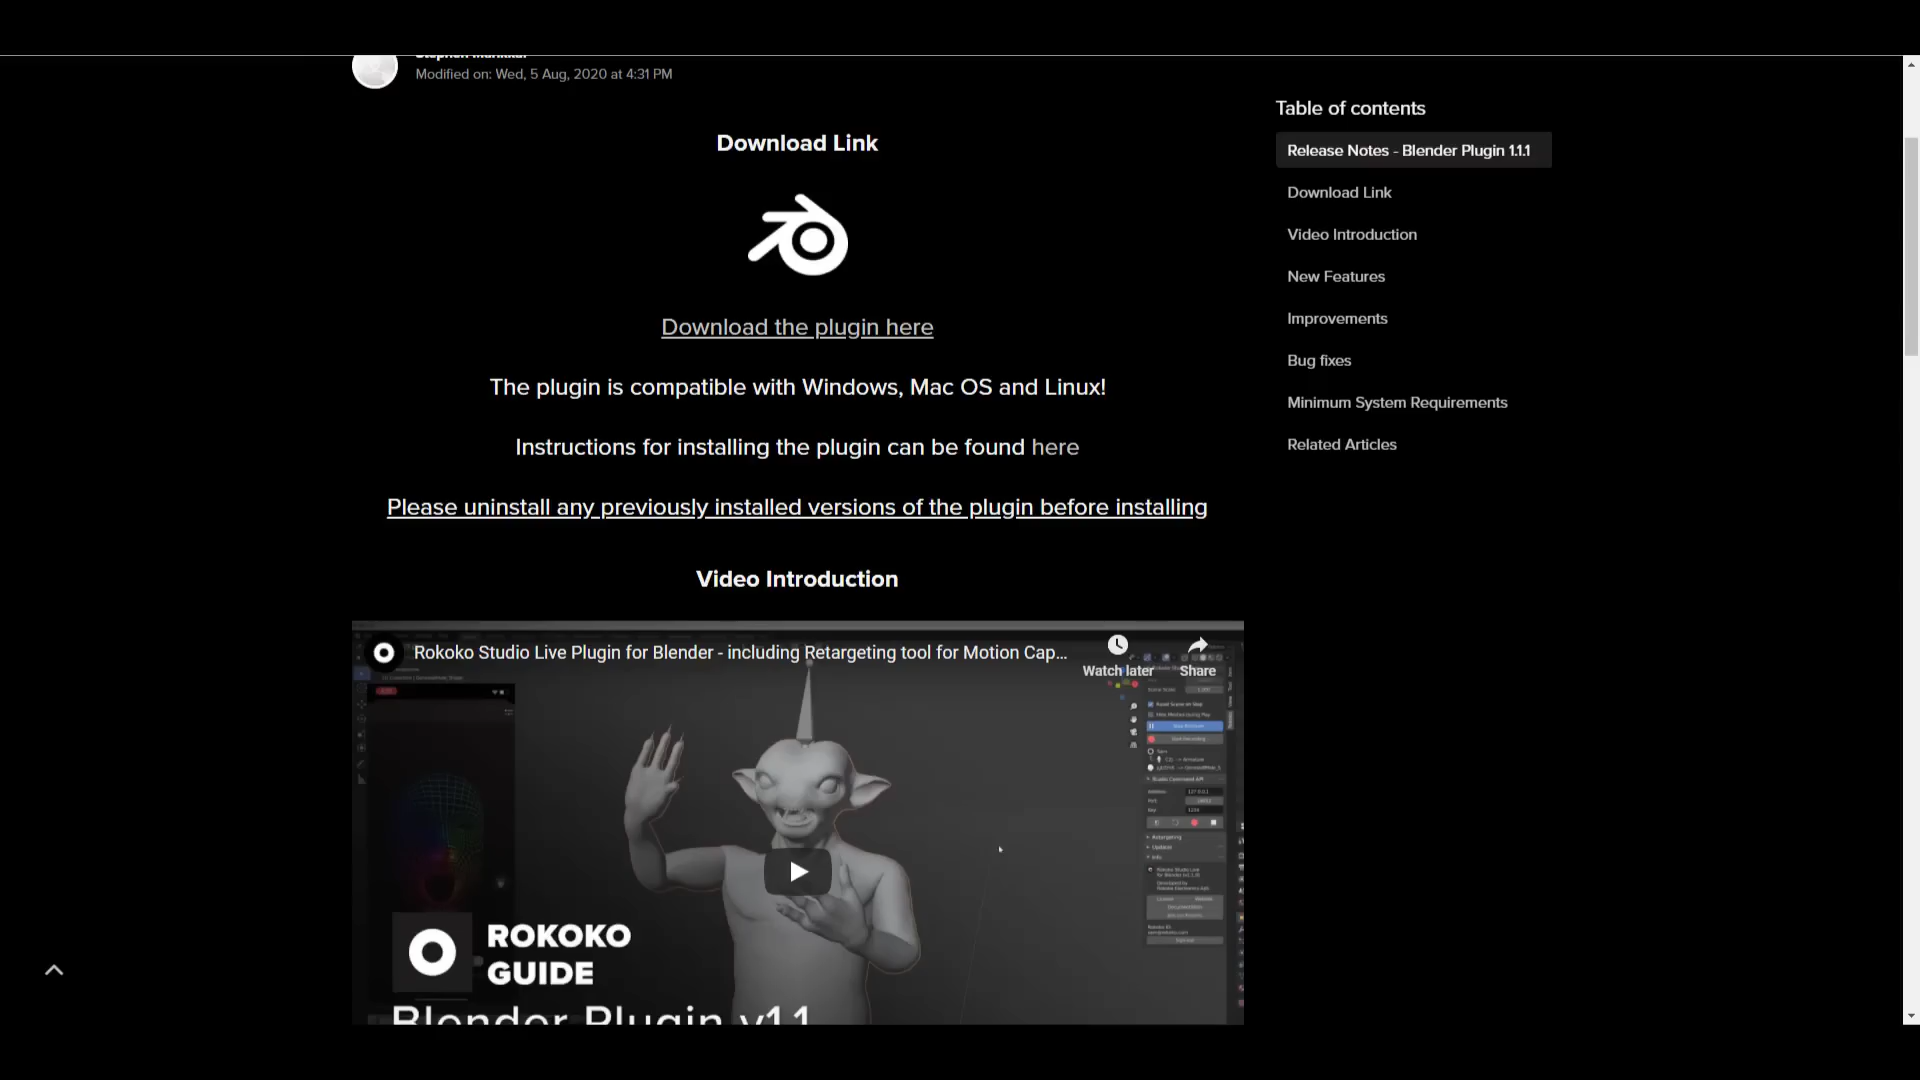 Modified on: Wed, 5 Aug, 2020 at 4:31 PM
Download Link
Download the plugin here
The plugin is compatible with Windows, Mac OS and Linux!
Instructions for installing the plugin can be found here
Please uninstall any previously installed versions of the plugin before installing
Video Introduction
Rokoko Studio Live Plugin for Blender - including Retargeting tool for Motion Cap...
Watch later
Share
ROKOKO
GUIDE
Blender Plugin v1.1
Table of contents
Release Notes - Blender Plugin 1.1.1
Download Link
Video Introduction
New Features
Improvements
Bug fixes
Minimum System Requirements
Related Articles